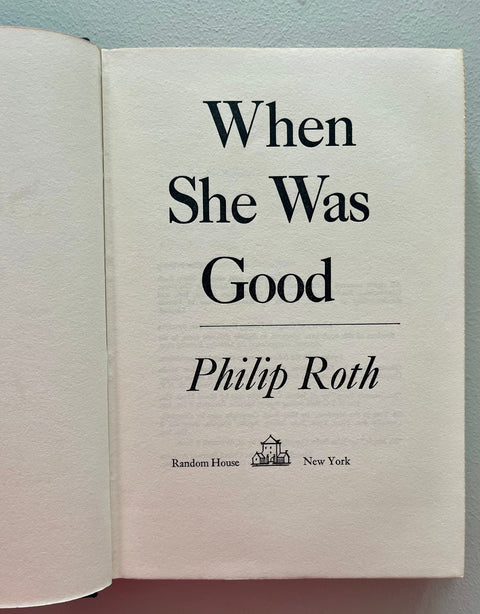 When
She Was
Good
Philip Roth
Random House New York